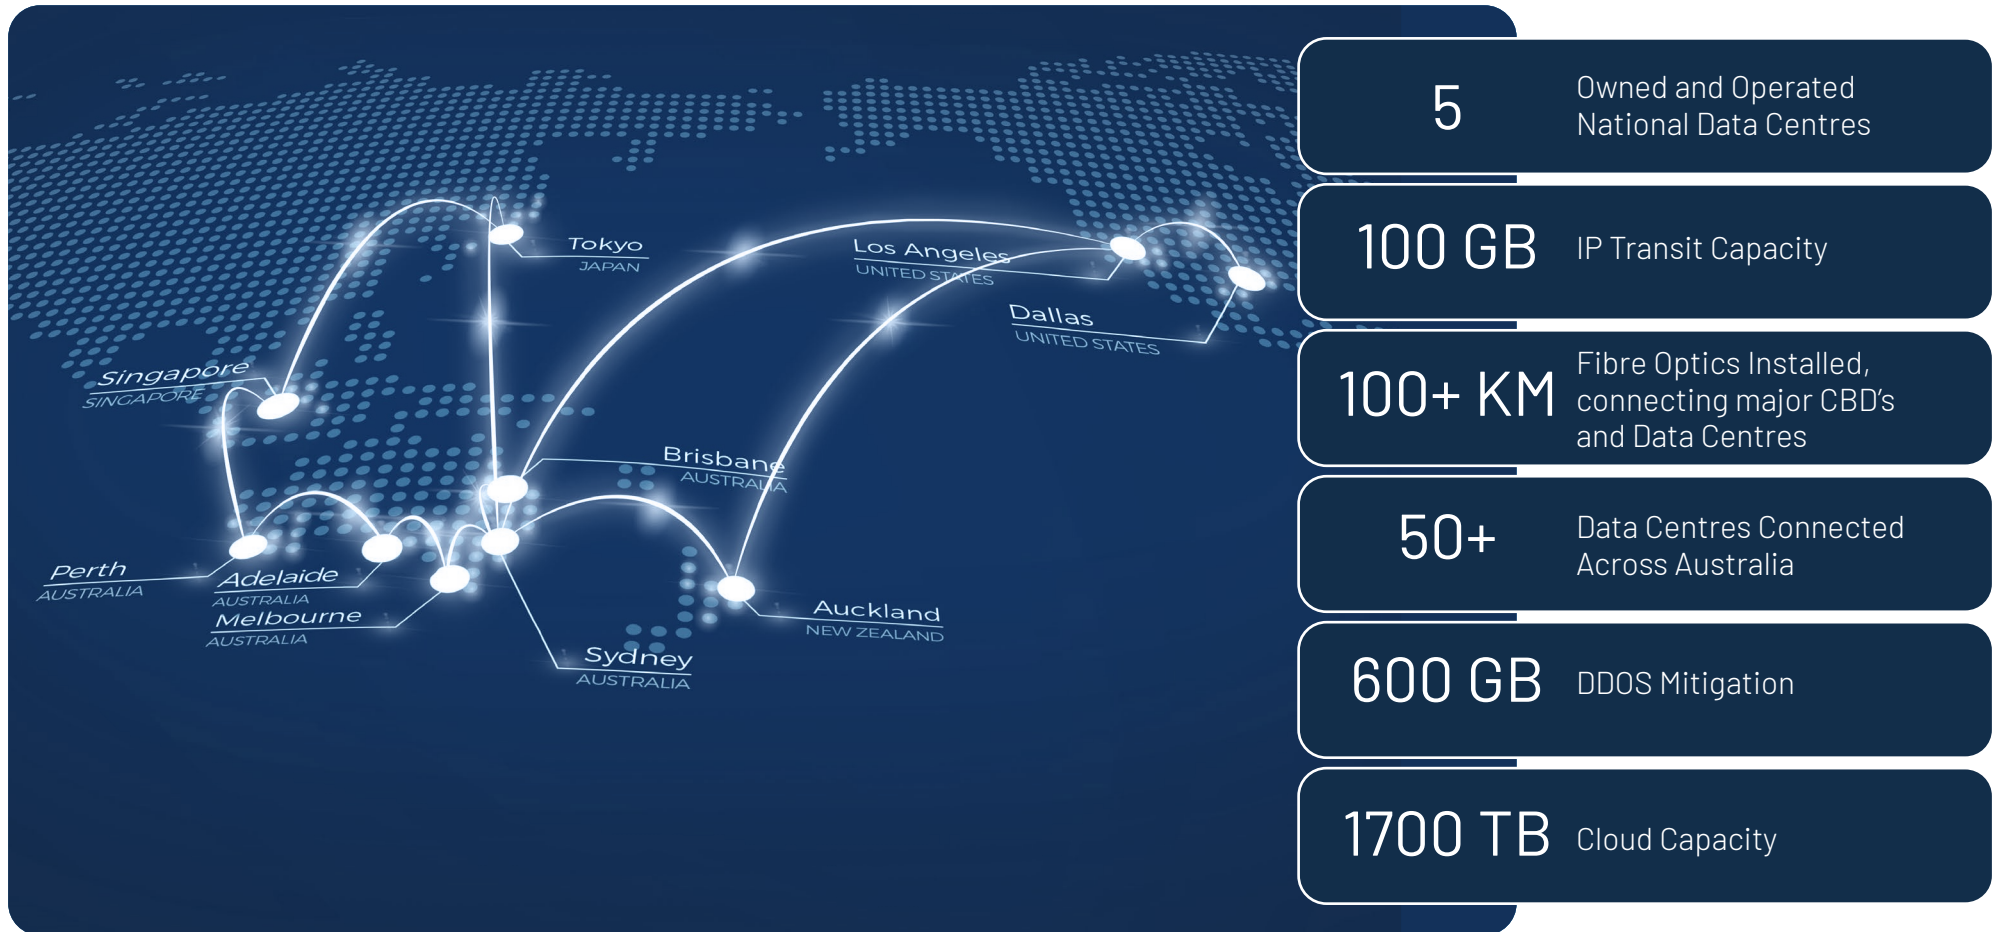 Tokyo
JAPAN
Los Angeles
UNITED STATES
Dallas
UNITED STATES
Singapore
SINGAPORE
Brisbane
AUSTRALIA
Perth
AUSTRALIA
Adelaide
AUSTRALIA
Melbourne
AUSTRALIA
Auckland
NEW ZEALAND
Sydney
AUSTRALIA
5
Owned and Operated
National Data Centres
100 GB
IP Transit Capacity
100+ KM
Fibre Optics Installed,
connecting major CBD’s
and Data Centres
50+
Data Centres Connected
Across Australia
600 GB
DDOS Mitigation
1700 TB
Cloud Capacity